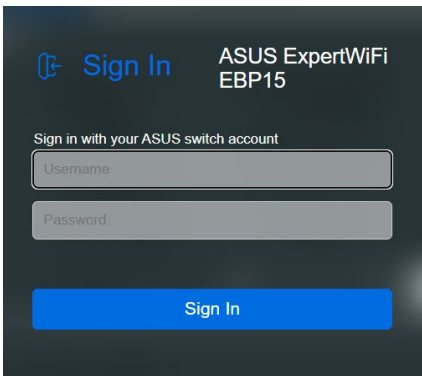 Sign In
ASUS ExpertWiFi
EBP15
Sign in with your ASUS switch account
Username
Password
Sign In